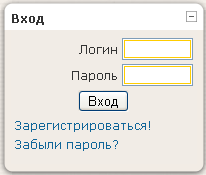 Вход
Логин
Пароль
Вход
Зарегистрироваться!
Забыли пароль?